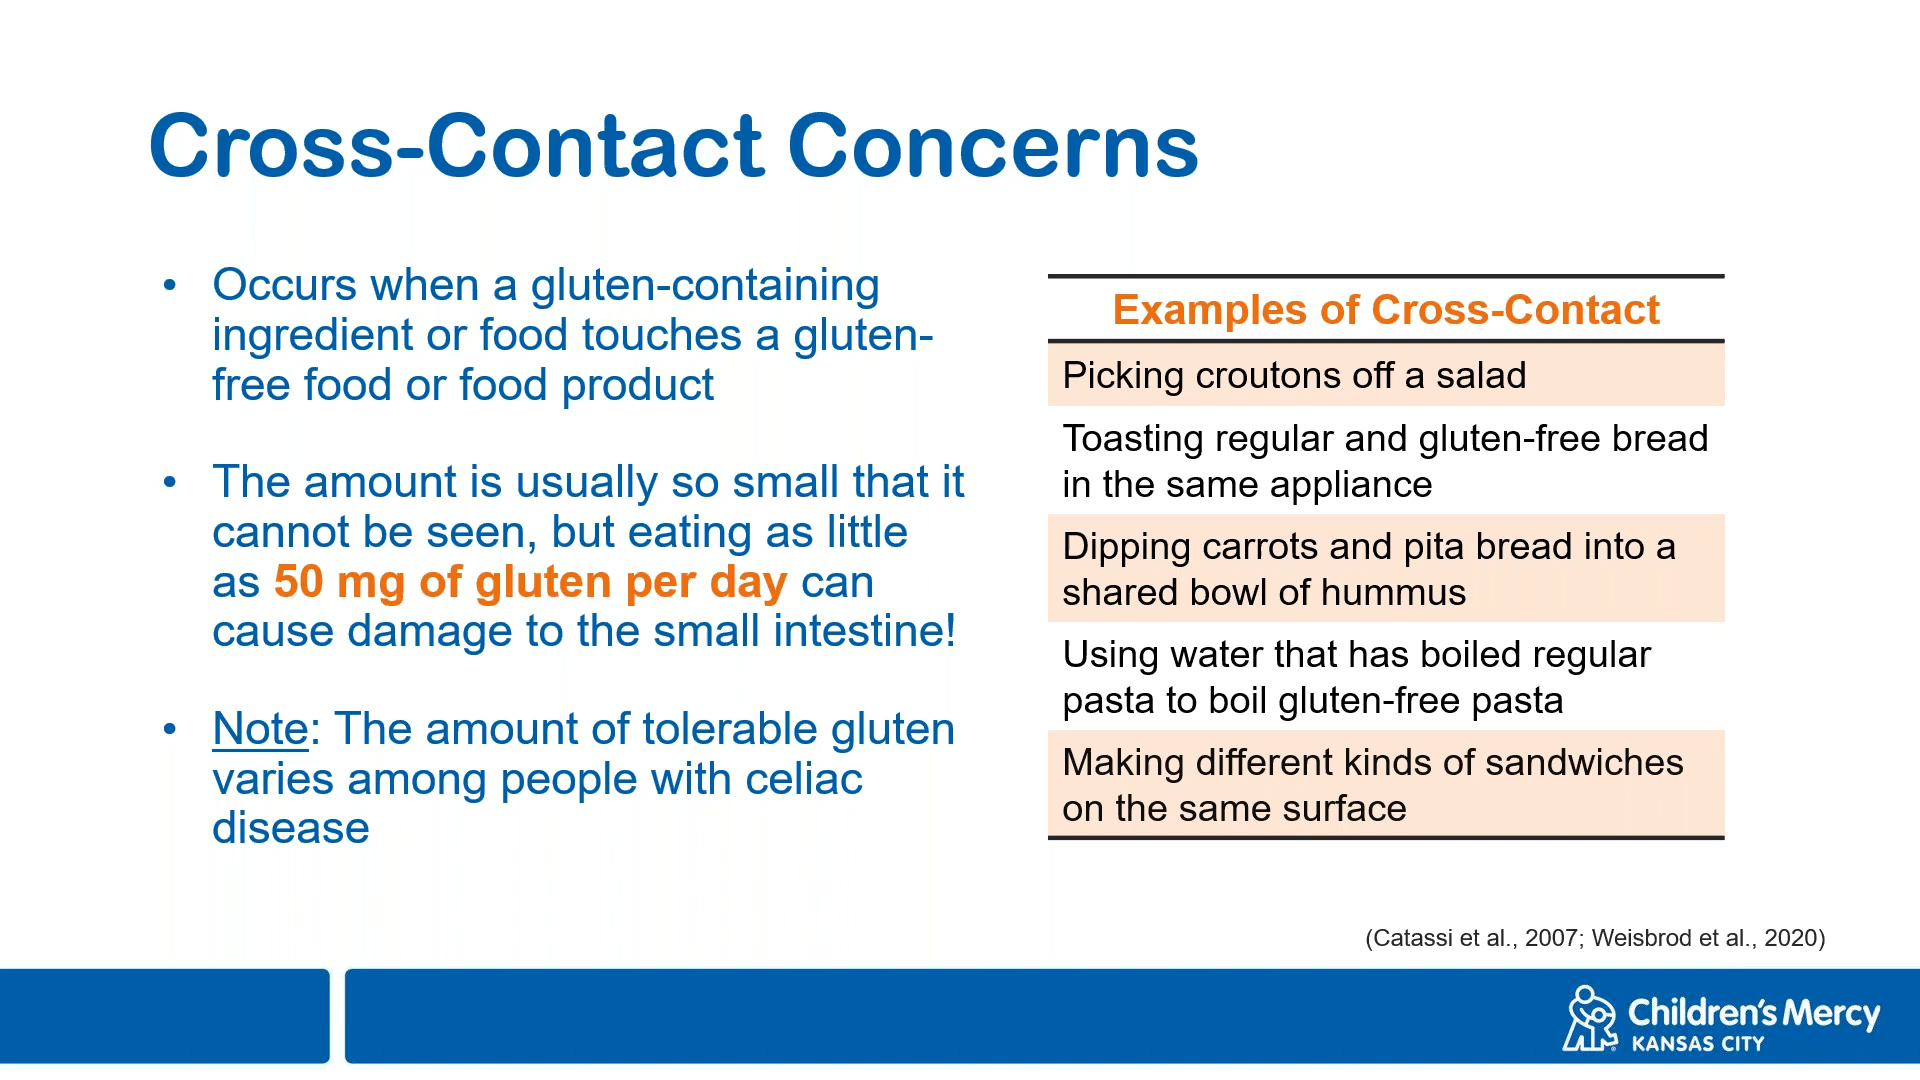 Cross-Contact Concerns
• Occurs when a gluten-containing
ingredient or food touches a gluten-
free food or food product
• The amount is usually so small that it
cannot be seen, but eating as little
as 50 mg of gluten per day can
cause damage to the small intestine!
• Note: The amount of tolerable gluten
varies among people with celiac
disease
Examples of Cross-Contact
Picking croutons off a salad
Toasting regular and gluten-free bread
in the same appliance
Dipping carrots and pita bread into a
shared bowl of hummus
Using water that has boiled regular
pasta to boil gluten-free pasta
Making different kinds of sandwiches
on the same surface
(Catassi et al., 2007; Weisbrod et al., 2020)
Children's Mercy
KANSAS CITY